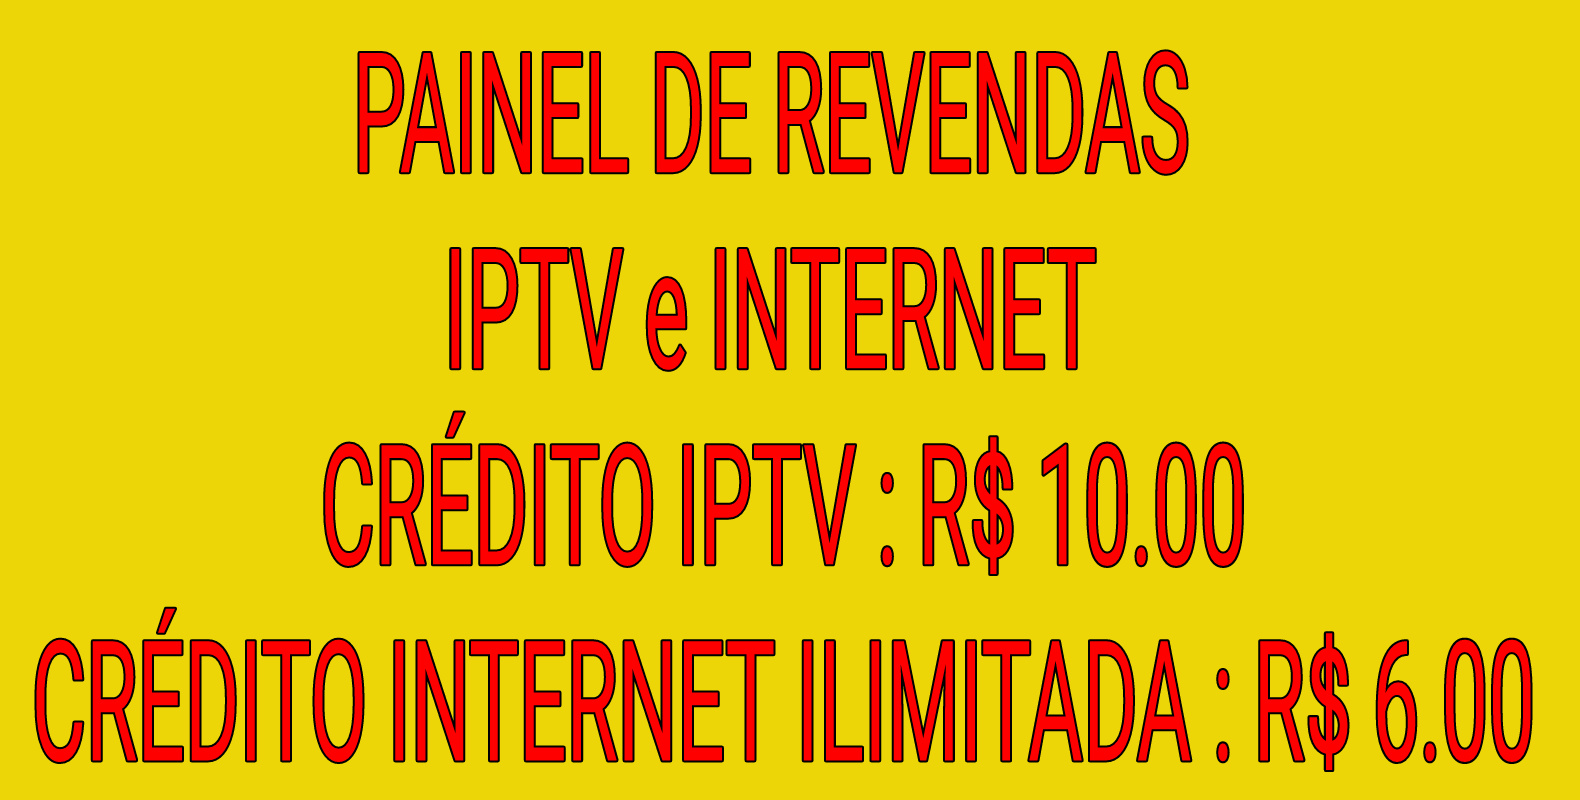 PAINEL DE REVENDAS
IPTV e INTERNET
CRÉDITO IPTV : R$ 10.00
CRÉDITO INTERNET ILIMITADA : R$ 6.00